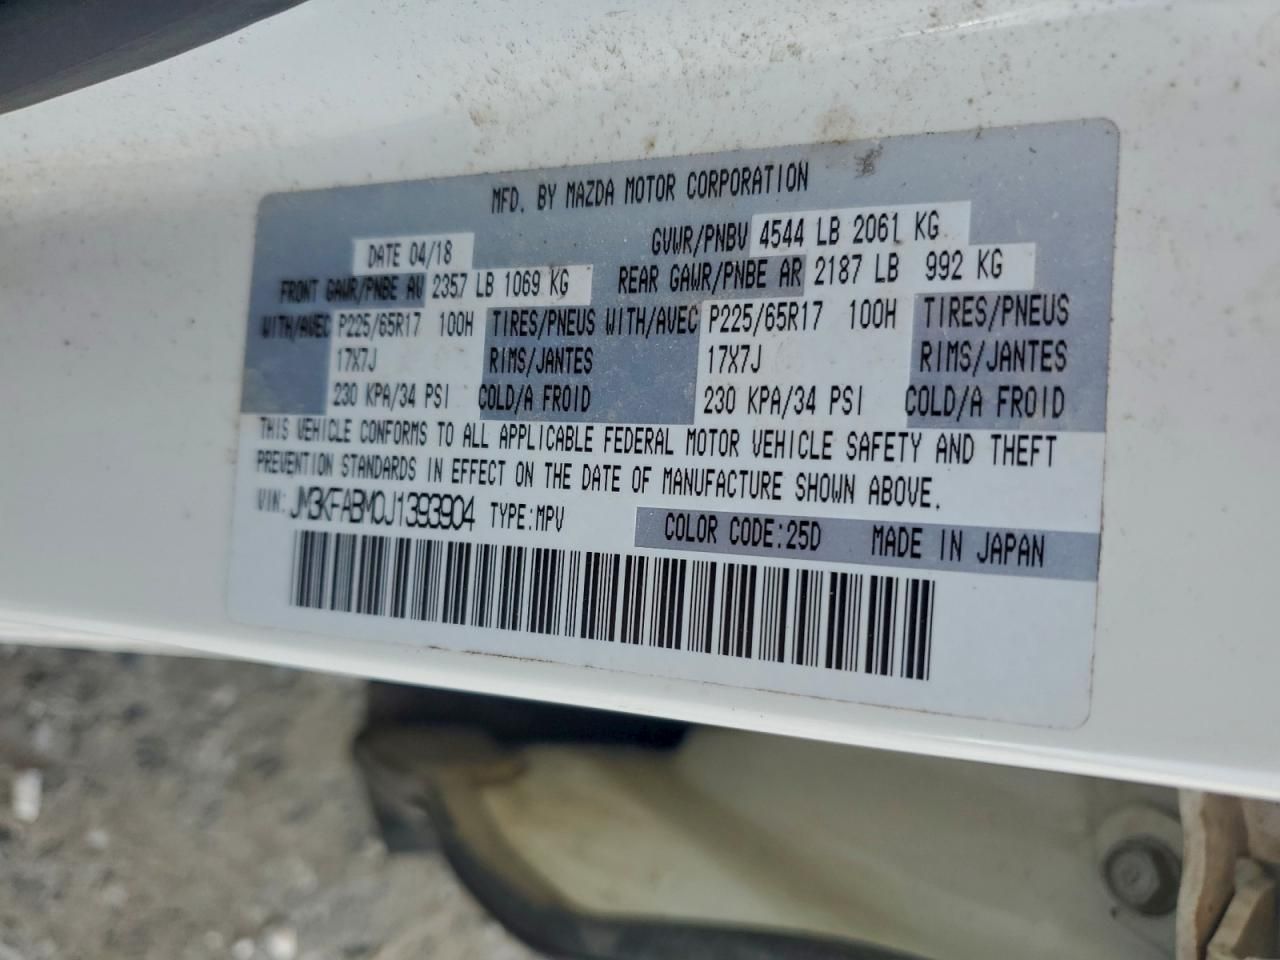 MFD. BY MAZDA MOTOR CORPORATION
DATE 04/18 GVWR/PNBV 4544 LB 2061 KG
FRONT GAWR/PNBE AV 2357 LB 1069 KG REAR GAWR/PNBE AR 2187 LB 992 KG
WITH/AVEC P225/65R17 100H TIRES/PNEUS WITH/AVEC P225/65R17 100H TIRES/PNEUS
17X7J RIMS/JANTES 17X7J RIMS/JANTES
230 KPA/34 PSI COLD/A FROID 230 KPA/34 PSI COLD/A FROID
THIS VEHICLE CONFORMS TO ALL APPLICABLE FEDERAL MOTOR VEHICLE SAFETY AND THEFT
PREVENTION STANDARDS IN EFFECT ON THE DATE OF MANUFACTURE SHOWN ABOVE.
VIN: JM3KFABM0J1393904 TYPE:MPV COLOR CODE:25D MADE IN JAPAN